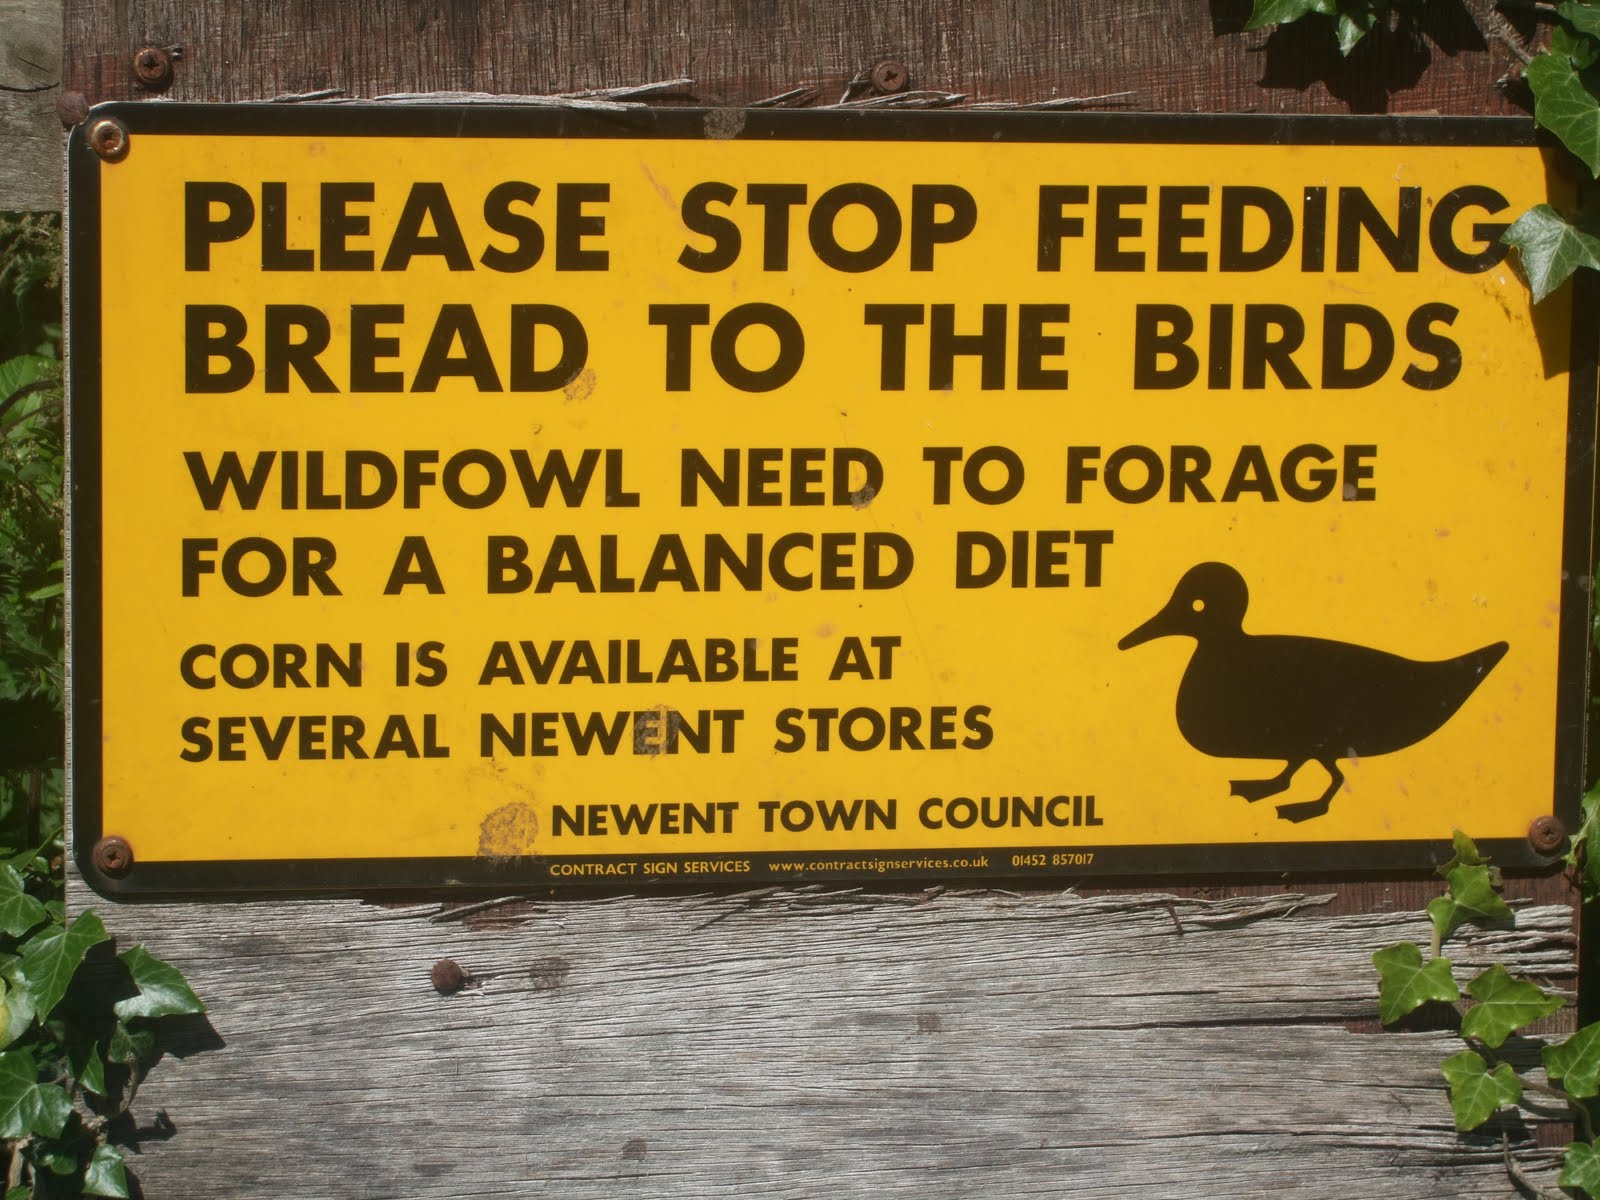 PLEASE STOP FEEDING
BREAD TO THE BIRDS
WILDFOWL NEED TO FORAGE
FOR A BALANCED DIET
CORN IS AVAILABLE AT
SEVERAL NEWENT STORES
NEWENT TOWN COUNCIL
CONTRACT SIGN SERVICES www.contractsignservices.co.uk 01452 857017